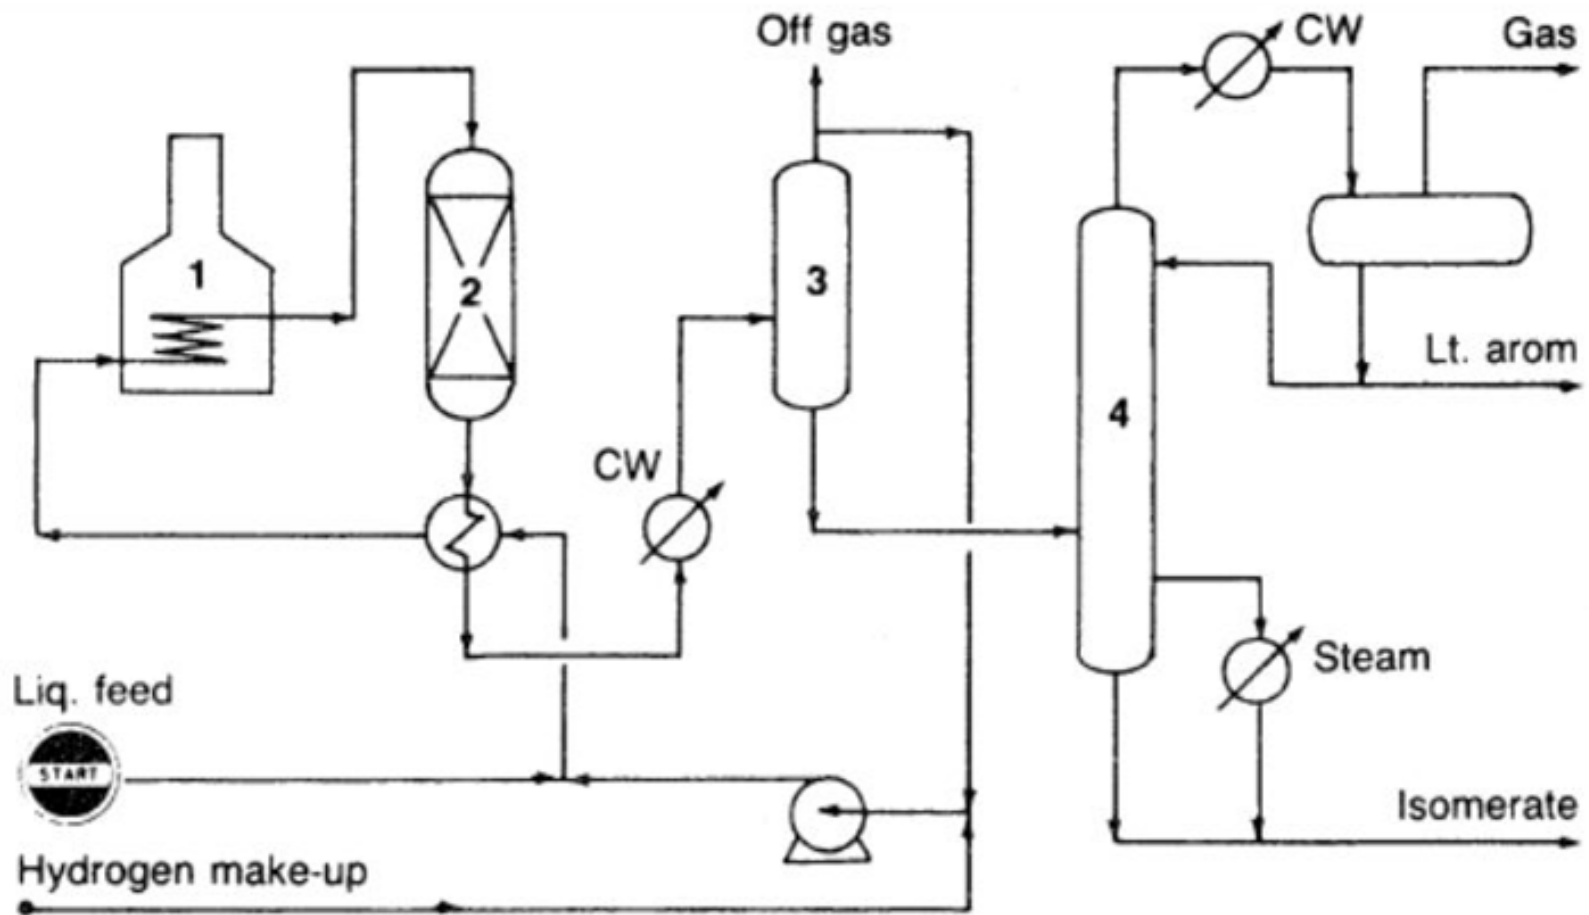 Off gas
CW
Gas
1
2
3
Lt. arom
4
CW
Steam
Liq. feed
START
Isomerate
Hydrogen make-up